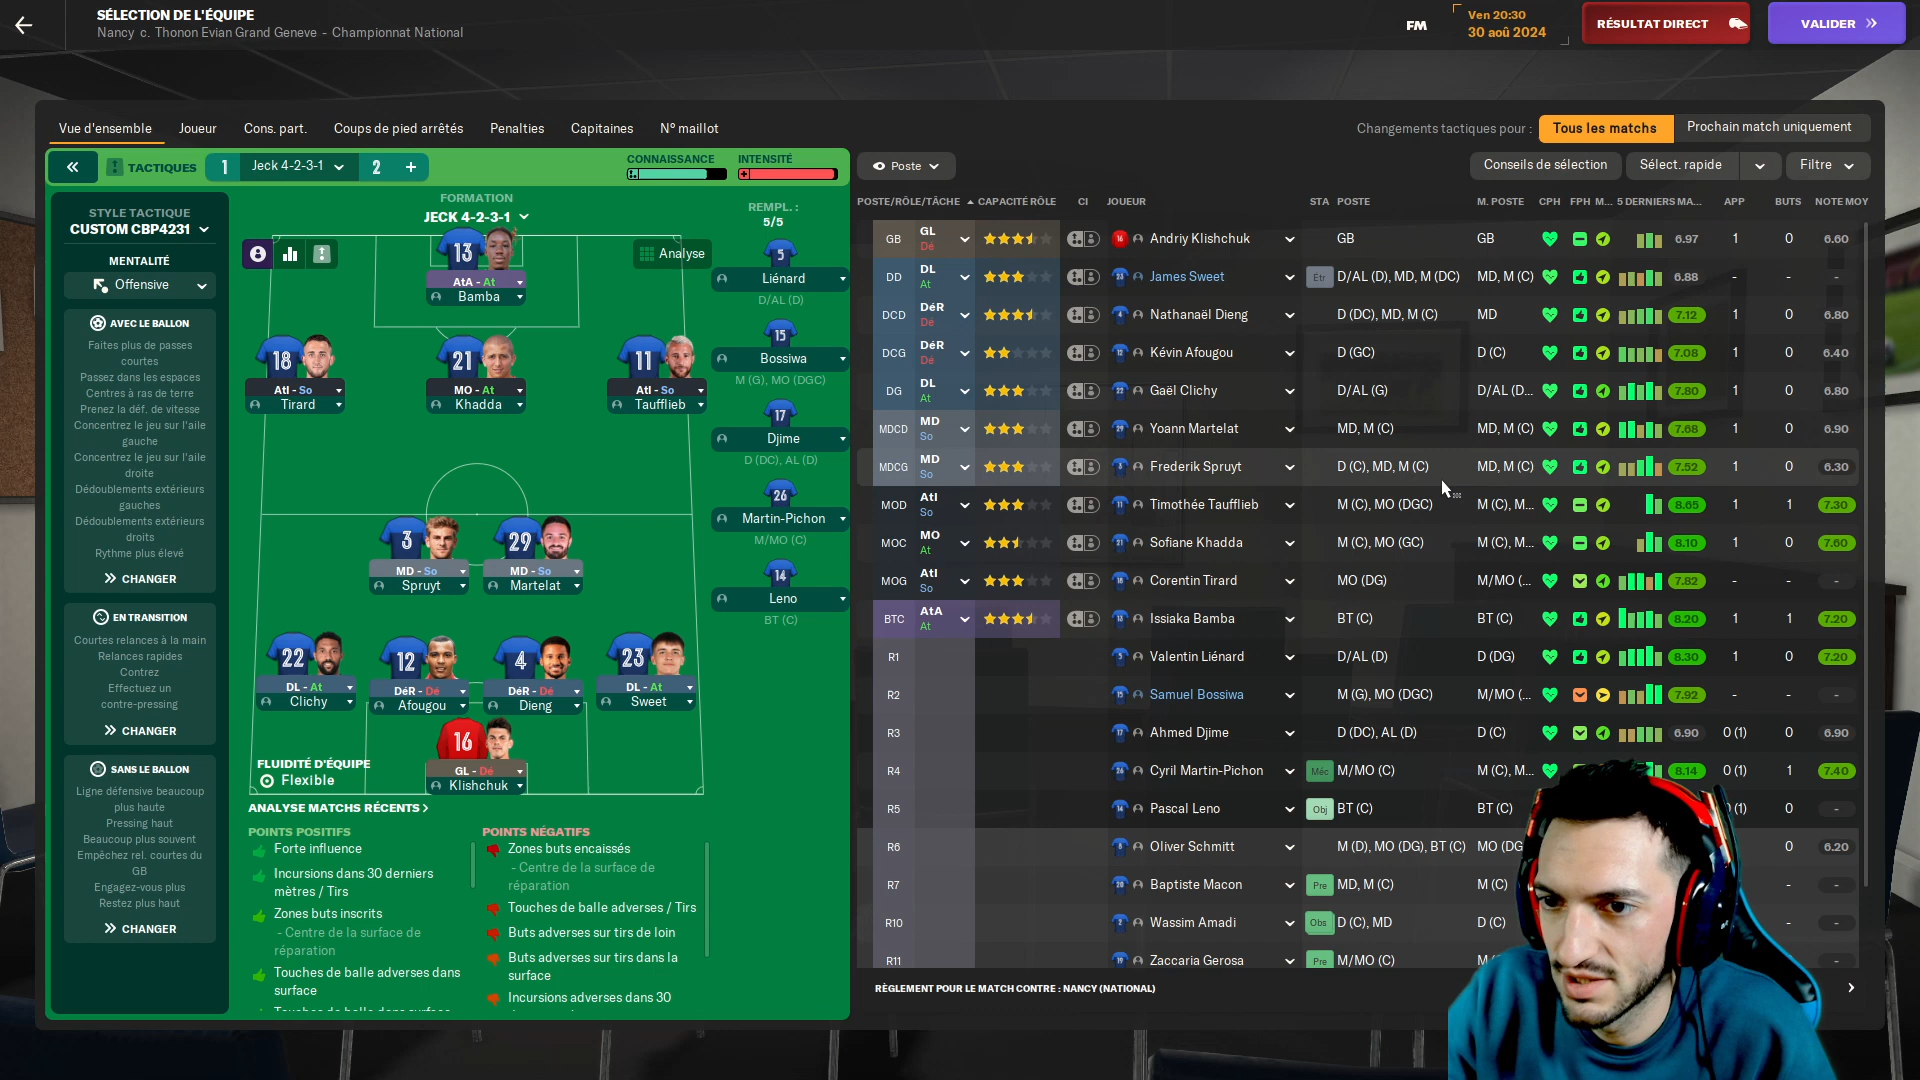 SÉLECTION DE L'ÉQUIPE
Nancy c. Thonon Evian Grand Geneve - Championnat National
FM
Ven 20:30
30 aoû 2024
RÉSULTAT DIRECT
VALIDER
Vue d'ensemble
Joueur
Cons. part.
Coups de pied arrêtés
Penalties
Capitaines
N° maillot
Changements tactiques pour :
Tous les matchs
Prochain match uniquement
TACTIQUES
1
Jeck 4-2-3-1
2
+
CONNAISSANCE
INTENSITÉ
Poste
Conseils de sélection
Sélect. rapide
Filtre
STYLE TACTIQUE
CUSTOM CBP4231
MENTALITÉ
Offensive
AVEC LE BALLON
Faites plus de passes
courtes
Passez dans les espaces
Centres à ras de terre
Prenez la déf. de vitesse
Concentrez le jeu sur l'aile
gauche
Concentrez le jeu sur l'aile
droite
Dédoublements extérieurs
gauches
Dédoublements extérieurs
droits
Rythme plus élevé
CHANGER
EN TRANSITION
Courtes relances à la main
Relances rapides
Contrez
Effectuez un
contre-pressing
CHANGER
SANS LE BALLON
Ligne défensive beaucoup
plus haute
Pressing haut
Beaucoup plus souvent
Empêchez rel. courtes du
GB
Engagez-vous plus
Restez plus haut
CHANGER
FORMATION
JECK 4-2-3-1
Analyse
13
AtA - At
Bamba
18
Atl - So
Tirard
21
MO - At
Khadda
11
Atl - So
Taufflieb
3
MD - So
Spruyt
29
MD - So
Martelat
22
DL - At
Clichy
12
DéR - Dé
Afougou
4
DéR - Dé
Dieng
23
DL - At
Sweet
16
GL - Dé
Klishchuk
FLUIDITÉ D'ÉQUIPE
Flexible
REMPL. :
5/5
5
Liénard
D/AL (D)
15
Bossiwa
M (G), MO (DGC)
17
Djime
D (DC), AL (D)
26
Martin-Pichon
M/MO (C)
14
Leno
BT (C)
ANALYSE MATCHS RÉCENTS
POINTS POSITIFS
Forte influence
Incursions dans 30 derniers
mètres / Tirs
Zones buts inscrits
- Centre de la surface de
réparation
Touches de balle adverses dans
surface
POINTS NÉGATIFS
Zones buts encaissés
- Centre de la surface de
réparation
Touches de balle adverses / Tirs
Buts adverses sur tirs de loin
Buts adverses sur tirs dans la
surface
Incursions adverses dans 30
POSTE/RÔLE/TÂCHE CAPACITÉ RÔLE CI JOUEUR STA POSTE M. POSTE CPH FPH M... 5 DERNIERS MA... APP BUTS NOTE MOY
GB GL Dé Andriy Klishchuk GB GB 6.97 1 0 6.60
DD DL At James Sweet Étr D/AL (D), MD, M (DC) MD, M (C) 6.88 - - -
DCD DéR Dé Nathanaël Dieng D (DC), MD, M (C) MD 7.12 1 0 6.80
DCG DéR Dé Kévin Afougou D (GC) D (C) 7.08 1 0 6.40
DG DL At Gaël Clichy D/AL (G) D/AL (D... 7.80 1 0 6.80
MDCD MD So Yoann Martelat MD, M (C) MD, M (C) 7.68 1 0 6.90
MDCG MD So Frederik Spruyt D (C), MD, M (C) MD, M (C) 7.52 1 0 6.30
MOD Atl So Timothée Taufflieb M (C), MO (DGC) M (C), M... 8.65 1 1 7.30
MOC MO At Sofiane Khadda M (C), MO (GC) M (C), M... 8.10 1 0 7.60
MOG Atl So Corentin Tirard MO (DG) M/MO (... 7.82 - - -
BTC AtA At Issiaka Bamba BT (C) BT (C) 8.20 1 1 7.20
R1 Valentin Liénard D/AL (D) D (DG) 8.30 1 0 7.20
R2 Samuel Bossiwa M (G), MO (DGC) M/MO (... 7.92 - - -
R3 Ahmed Djime D (DC), AL (D) D (C) 6.90 0 (1) 0 6.90
R4 Cyril Martin-Pichon Méc M/MO (C) M (C), M... 8.14 0 (1) 1 7.40
R5 Pascal Leno Obj BT (C) BT (C) (1) 0 -
R6 Oliver Schmitt M (D), MO (DG), BT (C) MO (DG 0 6.20
R7 Baptiste Macon Pre MD, M (C) M (C) - -
R10 Wassim Amadi Obs D (C), MD D (C) - -
R11 Zaccaria Gerosa Pre M/MO (C) - -
RÈGLEMENT POUR LE MATCH CONTRE : NANCY (NATIONAL)